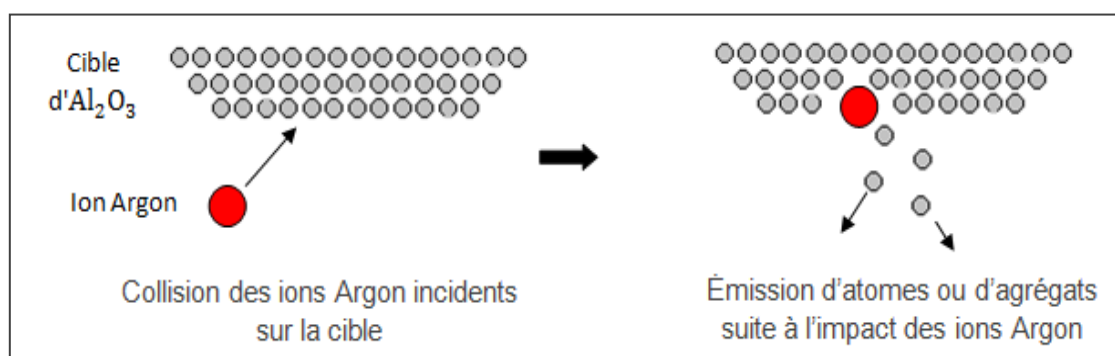 Cible
d'Al₂O₃
Ion Argon
Collision des ions Argon incidents
sur la cible
Émission d’atomes ou d’agrégats
suite à l’impact des ions Argon